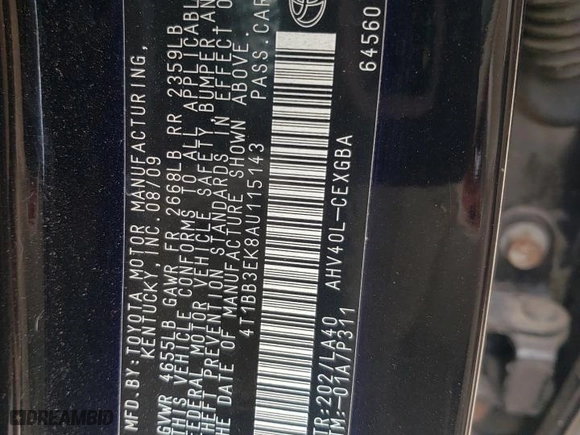 MFD.BY:TOYOTA MOTOR MANUFACTURING,
KENTUCKY, INC. 08/09
GVWR 4655LB GAWR FR 2668LB RR 2359LB
THIS VEHICLE CONFORMS TO ALL APPLICABLE
FEDERAL MOTOR VEHICLE SAFETY, BUMPER AND
THEFT PREVENTION STANDARDS IN EFFECT O
THE DATE OF MANUFACTURE SHOWN ABOVE.
4T1BB3EK8AU115143 PASS.CAR
AHV40L-CEXGBA
TR:202/LA40
TM:-01A/P311
64560
DREAMBID